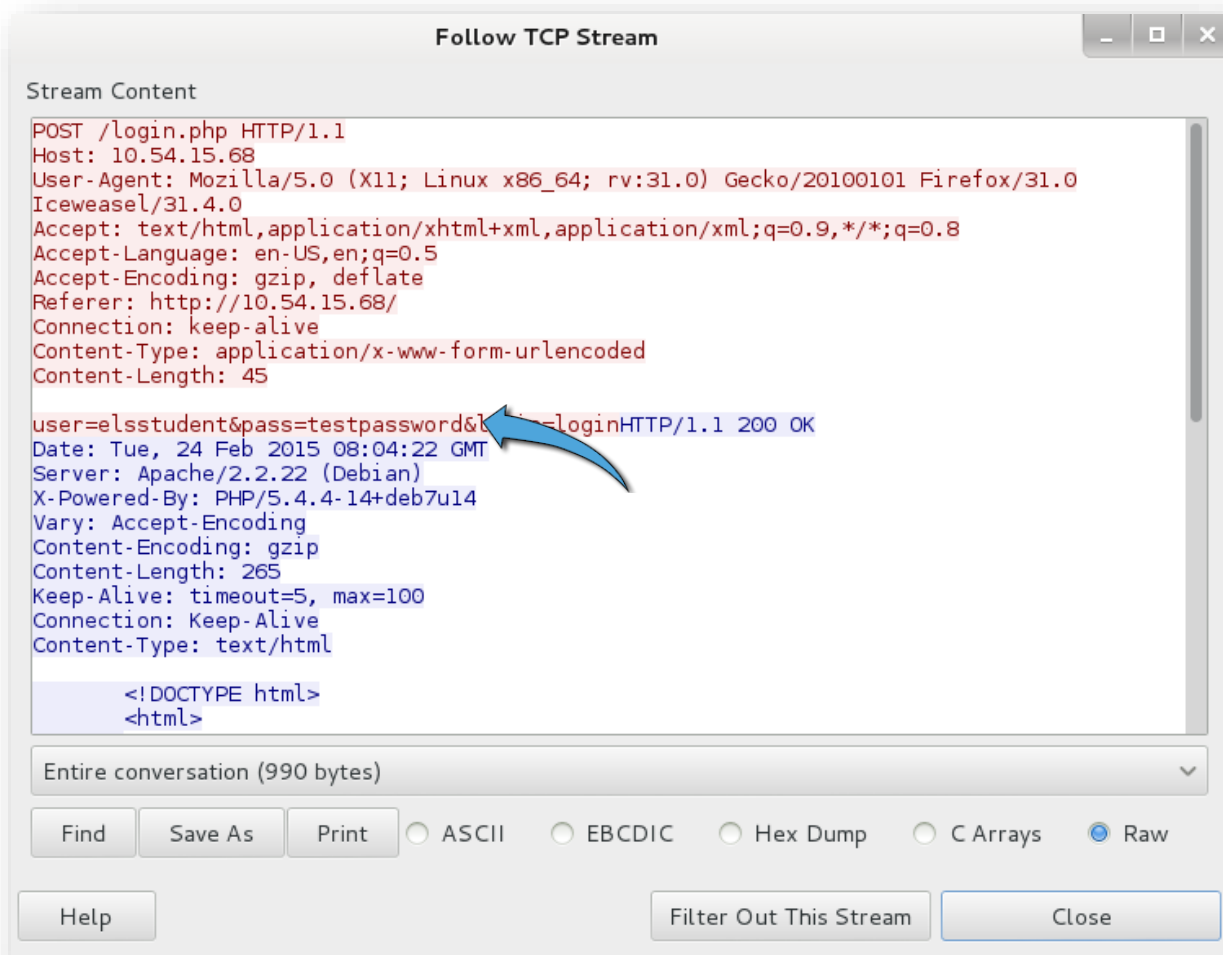 Follow TCP Stream
Stream Content
POST /login.php HTTP/1.1
Host: 10.54.15.68
User-Agent: Mozilla/5.0 (X11; Linux x86_64; rv:31.0) Gecko/20100101 Firefox/31.0
Iceweasel/31.4.0
Accept: text/html,application/xhtml+xml,application/xml;q=0.9,*/*;q=0.8
Accept-Language: en-US,en;q=0.5
Accept-Encoding: gzip, deflate
Referer: http://10.54.15.68/
Connection: keep-alive
Content-Type: application/x-www-form-urlencoded
Content-Length: 45
user=elsstudent&pass=testpassword&l =loginHTTP/1.1 200 OK
Date: Tue, 24 Feb 2015 08:04:22 GMT
Server: Apache/2.2.22 (Debian)
X-Powered-By: PHP/5.4.4-14+deb7u14
Vary: Accept-Encoding
Content-Encoding: gzip
Content-Length: 265
Keep-Alive: timeout=5, max=100
Connection: Keep-Alive
Content-Type: text/html
<!DOCTYPE html>
<html>
Entire conversation (990 bytes)
Find Save As Print ASCII EBCDIC Hex Dump C Arrays Raw
Help Filter Out This Stream Close